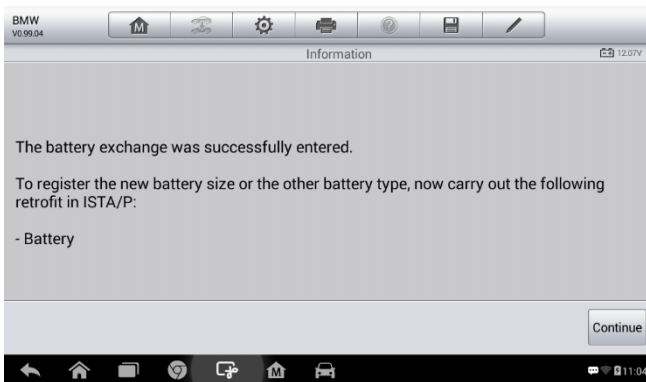 BMW
V0.99.04
M
Information
12.07V
The battery exchange was successfully entered.
To register the new battery size or the other battery type, now carry out the following
retrofit in ISTA/P:
- Battery
Continue
M
11:04